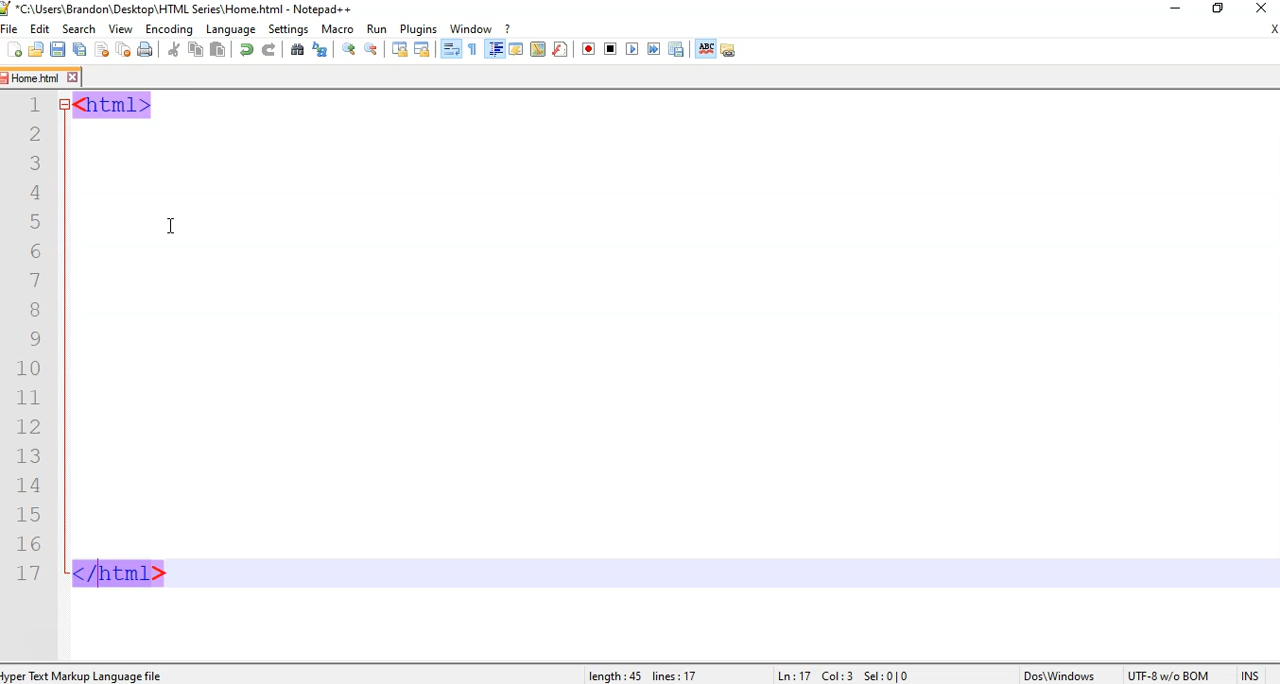 *C:\Users\Brandon\Desktop\HTML Series\Home.html - Notepad++
File Edit Search View Encoding Language Settings Macro Run Plugins Window ? X
ABC
Home.html
1 <html>
2
3
4
5
6
7
8
9
10
11
12
13
14
15
16
17 </html>
Hyper Text Markup Language file length : 45 lines : 17 Ln : 17 Col : 3 Sel : 0 | 0 Dos\Windows UTF-8 w/o BOM INS